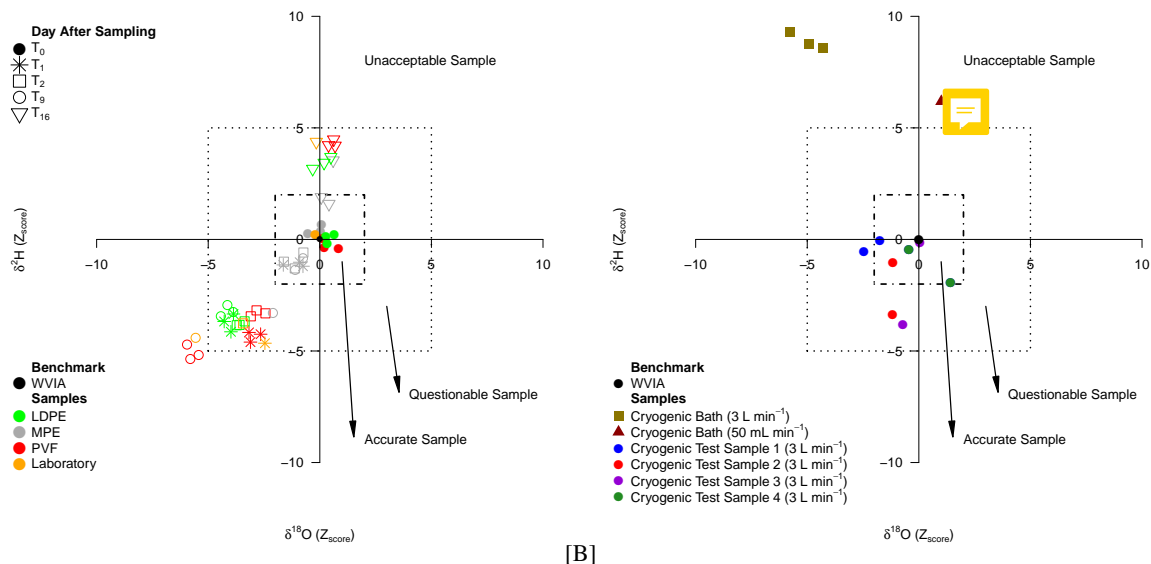 Day After Sampling
T0
T1
T2
T9
T16
10
5
0
−5
−10
−10
−5
0
5
10
Unacceptable Sample
Questionable Sample
Accurate Sample
δ2H (Zscore)
δ18O (Zscore)
Benchmark
WVIA
Samples
LDPE
MPE
PVF
Laboratory
10
5
0
−5
−10
−10
−5
0
5
10
Unacceptable Sample
Questionable Sample
Accurate Sample
δ2H (Zscore)
δ18O (Zscore)
Benchmark
WVIA
Samples
Cryogenic Bath (3 L min−1)
Cryogenic Bath (50 mL min−1)
Cryogenic Test Sample 1 (3 L min−1)
Cryogenic Test Sample 2 (3 L min−1)
Cryogenic Test Sample 3 (3 L min−1)
Cryogenic Test Sample 4 (3 L min−1)
[B]